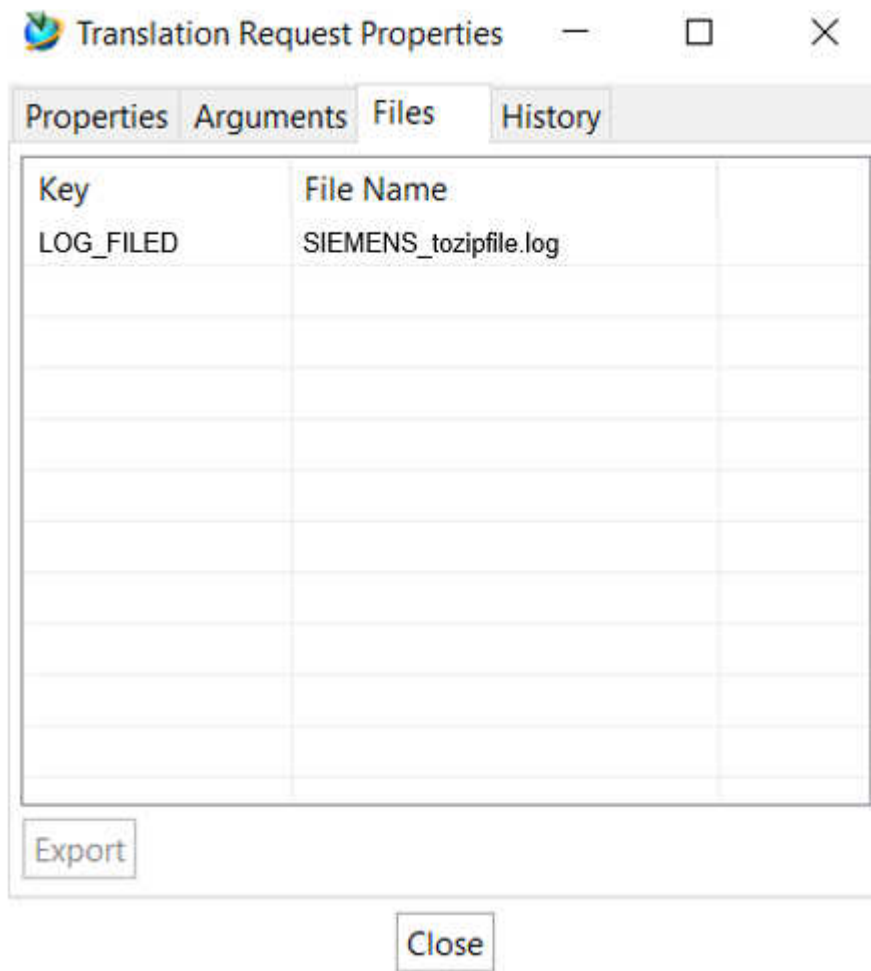 Translation Request Properties
Properties Arguments Files History
Key File Name
LOG_FILED SIEMENS_tozipfile.log
Export
Close